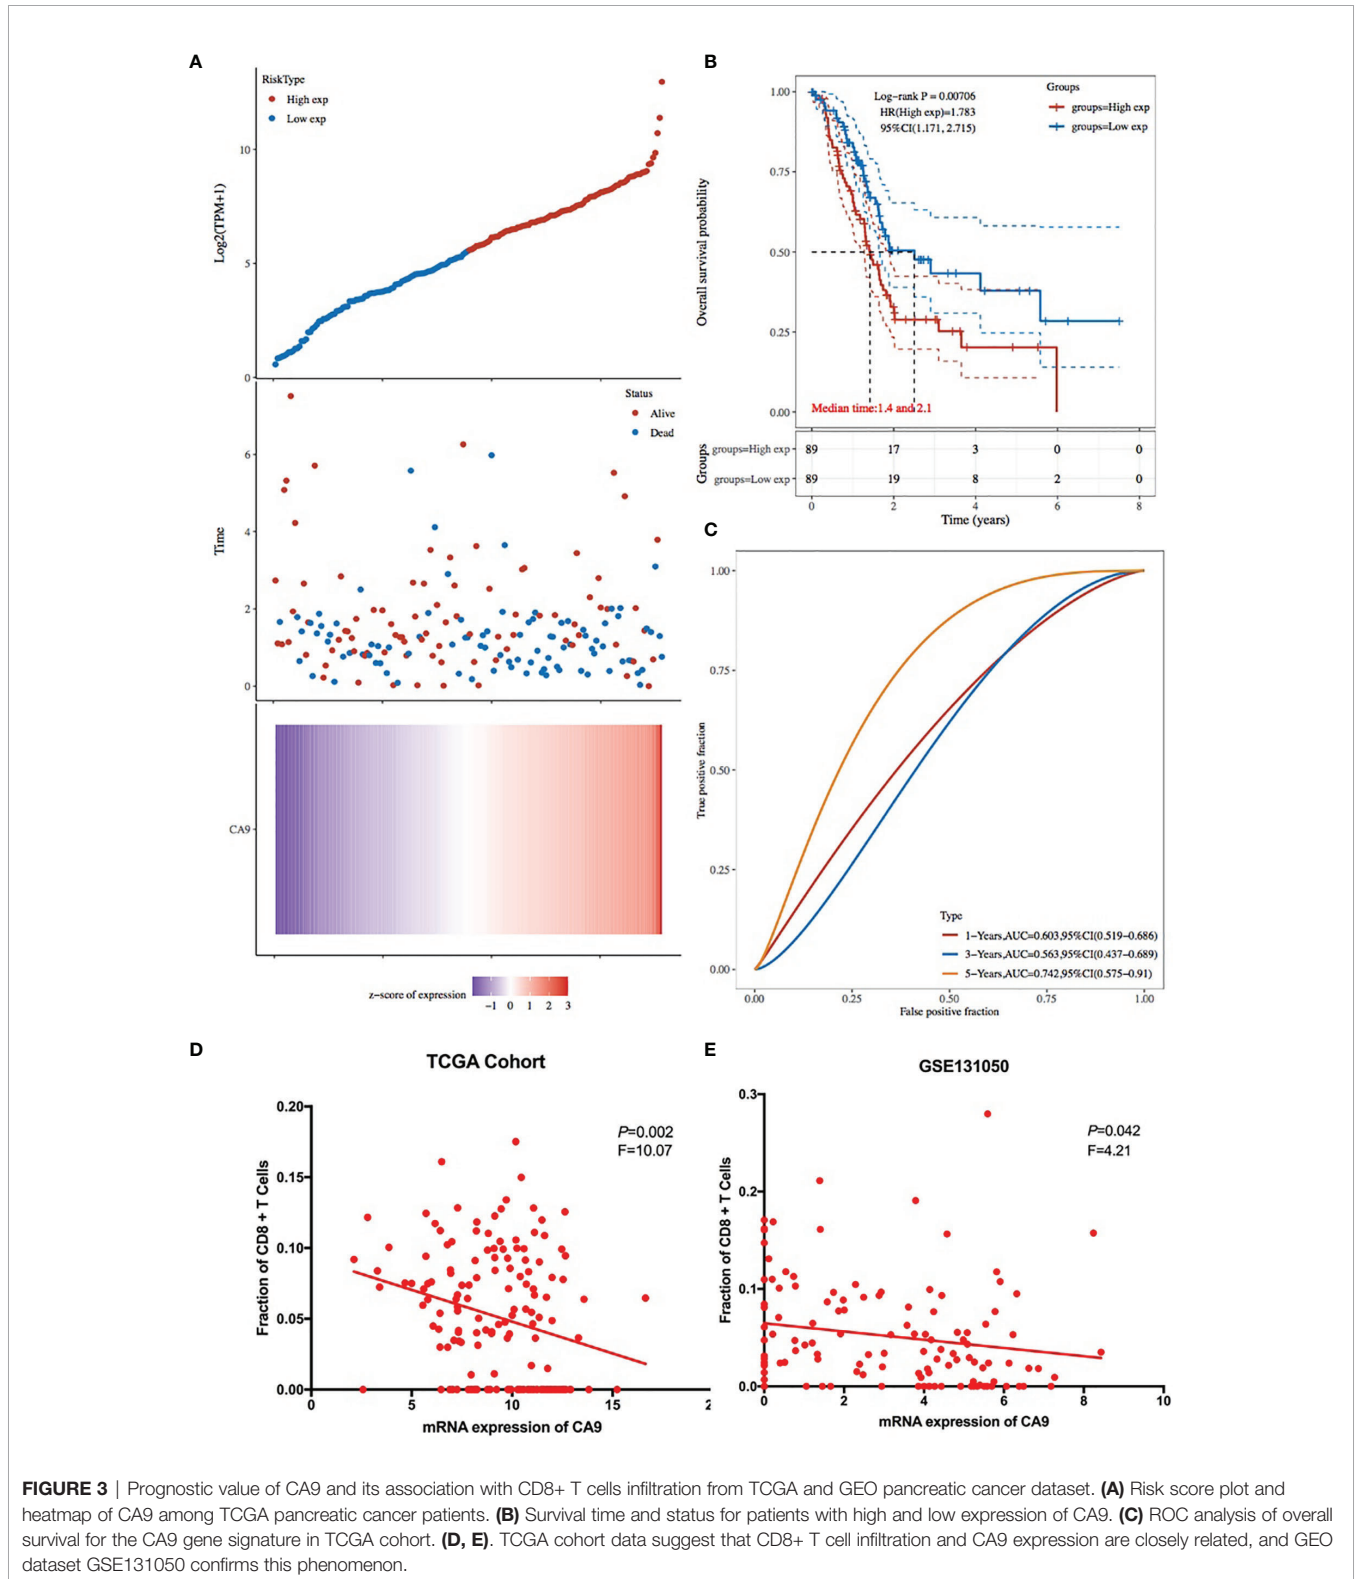 A
RiskType
High exp
Low exp
10
5
0
Log2(TPM+1)
Status
Alive
Dead
6
4
2
0
Time
CA9
z-score of expression
-1 0 1 2 3
B
Groups
groups=High exp
groups=Low exp
Log-rank P = 0.00706
HR(High exp)=1.783
95%CI(1.171, 2.715)
1.00
0.75
0.50
0.25
0.00
Overall survival probability
Median time:1.4 and 2.1
Groups
groups=High exp 89 17 3 0 0
groups=Low exp 89 19 8 2 0
0 2 4 6 8
Time (years)
C
1.00
0.75
0.50
0.25
0.00
True positive fraction
Type
1-Years,AUC=0.603,95%CI(0.519-0.686)
3-Years,AUC=0.563,95%CI(0.437-0.689)
5-Years,AUC=0.742,95%CI(0.575-0.91)
0.00 0.25 0.50 0.75 1.00
False positive fraction
D
TCGA Cohort
P=0.002
F=10.07
0.20
0.15
0.10
0.05
0.00
Fraction of CD8 + T Cells
0 5 10 15 2
mRNA expression of CA9
E
GSE131050
P=0.042
F=4.21
0.3
0.2
0.1
0.0
Fraction of CD8 + T Cells
0 2 4 6 8 10
mRNA expression of CA9
FIGURE 3 | Prognostic value of CA9 and its association with CD8+ T cells infiltration from TCGA and GEO pancreatic cancer dataset. (A) Risk score plot and
heatmap of CA9 among TCGA pancreatic cancer patients. (B) Survival time and status for patients with high and low expression of CA9. (C) ROC analysis of overall
survival for the CA9 gene signature in TCGA cohort. (D, E). TCGA cohort data suggest that CD8+ T cell infiltration and CA9 expression are closely related, and GEO
dataset GSE131050 confirms this phenomenon.